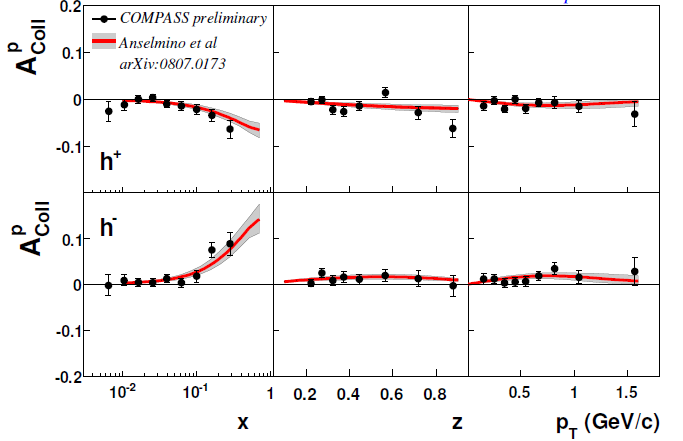 0.2
COMPASS preliminary
Anselmino et al
arXiv:0807.0173
A^p_Coll
0.1
0
-0.1
h+
h-
A^p_Coll
0.1
0
-0.1
-0.2
10^-2 10^-1 1 0.2 0.4 0.6 0.8 0.5 1 1.5
x z p_T (GeV/c)